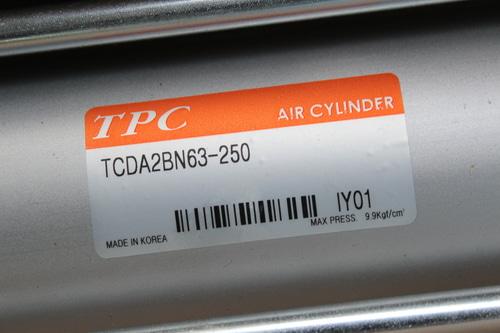 TPC AIR CYLINDER
TCDA2BN63-250
IY01
MADE IN KOREA MAX PRESS. 9.9Kgf/cm²